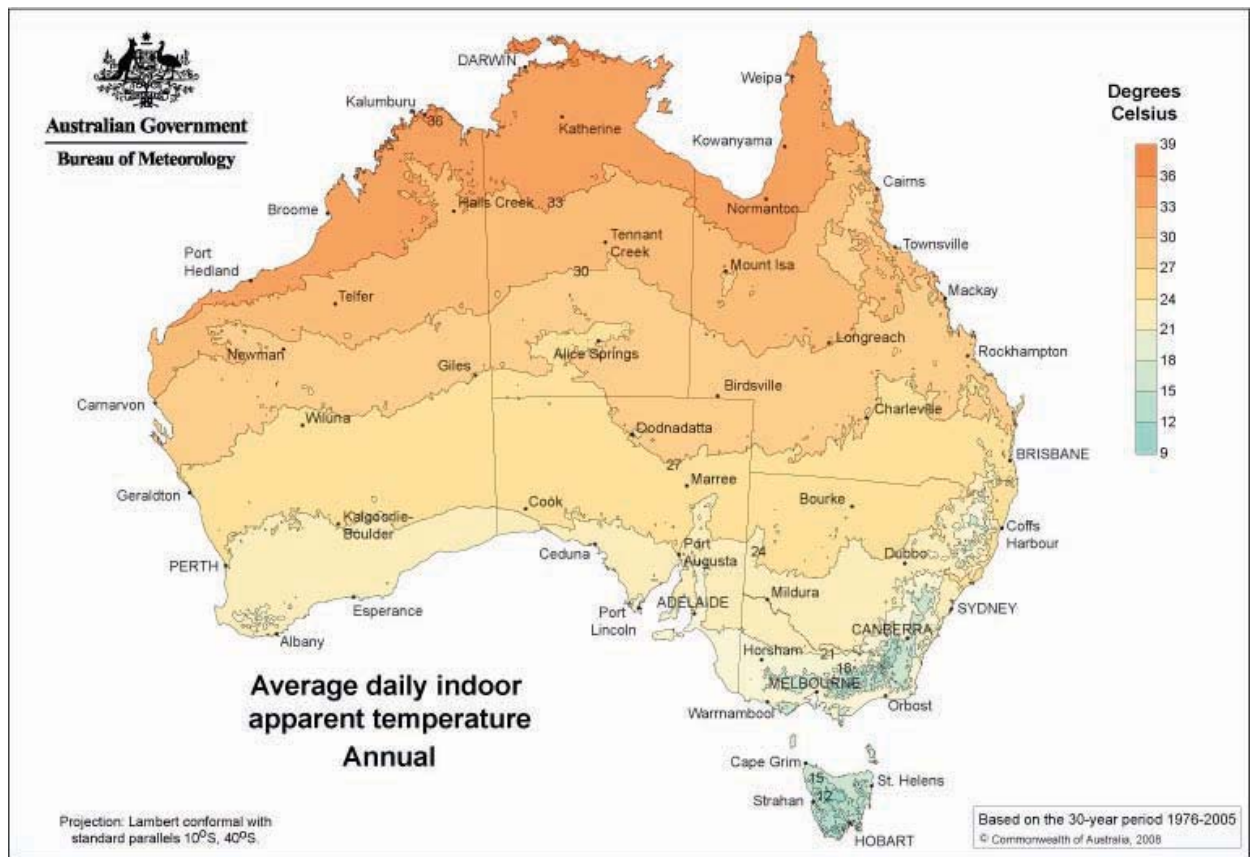 Australian Government
Bureau of Meteorology
DARWIN
Weipa
Kalumburu
36
Katherine
Kowanyama
Cairns
Broome
Halls Creek
33
Normanton
Tennant
Creek
Townsville
Port
Hedland
30
Mount Isa
Telfer
Mackay
Newman
Alice Springs
Longreach
Rockhampton
Giles
Birdsville
Carnarvon
Charleville
Wiluna
Oodnadatta
BRISBANE
27
Marree
Geraldton
Cook
Bourke
Kalgoorlie-
Boulder
Coffs
Harbour
Ceduna
Port
Augusta
24
Dubbo
PERTH
Mildura
Esperance
Port
Lincoln
ADELAIDE
SYDNEY
Albany
CANBERRA
Horsham
21
18
MELBOURNE
Warrnambool
Orbost
Cape Grim
15
St. Helens
Strahan
12
HOBART
Degrees
Celsius
39
36
33
30
27
24
21
18
15
12
9
Average daily indoor
apparent temperature
Annual
Projection: Lambert conformal with
standard parallels 10°S, 40°S.
Based on the 30-year period 1976-2005
© Commonwealth of Australia, 2008